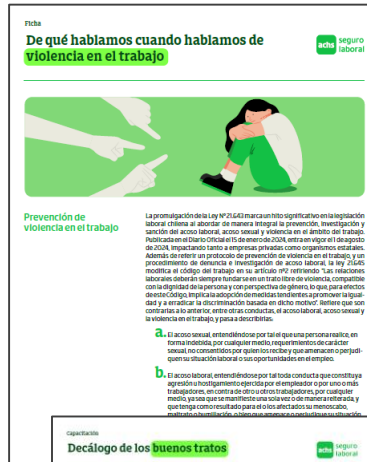 Ficha
De qué hablamos cuando hablamos de
violencia en el trabajo
achs seguro
laboral
Prevención de
violencia en el trabajo
La promulgación de la Ley Nº21.643 marca un hito significativo en la legislación
laboral chilena al abordar de manera integral la prevención, investigación y
sanción del acoso laboral, acoso sexual y violencia en el ámbito del trabajo.
Publicada en el Diario Oficial el 15 de enero de 2024, entra en vigor el 1 de agosto
de 2024, impactando tanto a empresas privadas como organismos estatales.
Además de referir un protocolo de prevención de violencia en el trabajo, y un
procedimiento de denuncia e investigación de acoso laboral, la ley 21.645
modifica el código del trabajo en su artículo nº2 refiriendo "Las relaciones
laborales deberán siempre fundarse en un trato libre de violencia, compatible
con la dignidad de la persona y con perspectiva de género, lo que, para efectos
de este Código, implica la adopción de medidas tendientes a promover la igual-
dad y a erradicar la discriminación basada en dicho motivo". Refiere que son
contrarias a lo anterior, entre otras conductas, el acoso laboral, acoso sexual y
la violencia en el trabajo, y pasa a describirlas.
a. El acoso sexual, entendiéndose por tal el que una persona realice, en
forma indebida, por cualquier medio, requerimientos de carácter
sexual, no consentidos por quien los recibe y que amenacen o perjudi-
quen su situación laboral o sus oportunidades en el empleo.
b. El acoso laboral, entendiéndose por tal toda conducta que constituya
agresión u hostigamiento ejercida por el empleador o por uno o más
trabajadores, en contra de otro u otros trabajadores, por cualquier
medio, ya sea que se manifieste una sola vez o de manera reiterada, y
que tenga como resultado para el o los afectados su menoscabo,
maltrato o humillación, o bien que amenace o perjudique su situación
Capacitación
Decálogo de los buenos tratos
achs seguro
laboral